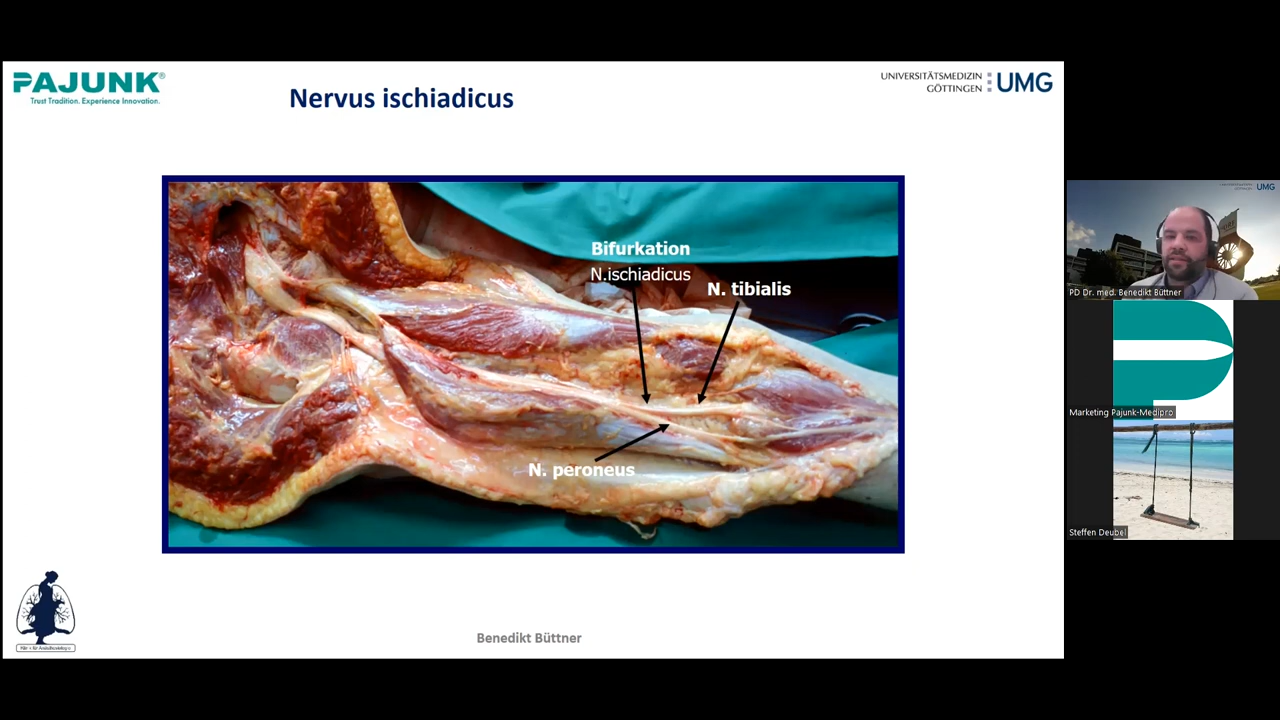 PAJUNK®
Trust Tradition. Experience Innovation.
Nervus ischiadicus
UNIVERSITÄTSMEDIZIN
GÖTTINGEN
UMG
Bifurkation
N.ischiadicus
N. tibialis
N. peroneus
Benedikt Büttner
UMG
PD Dr. med. Benedikt Büttner
Marketing Pajunk-Medipro
Steffen Deubel